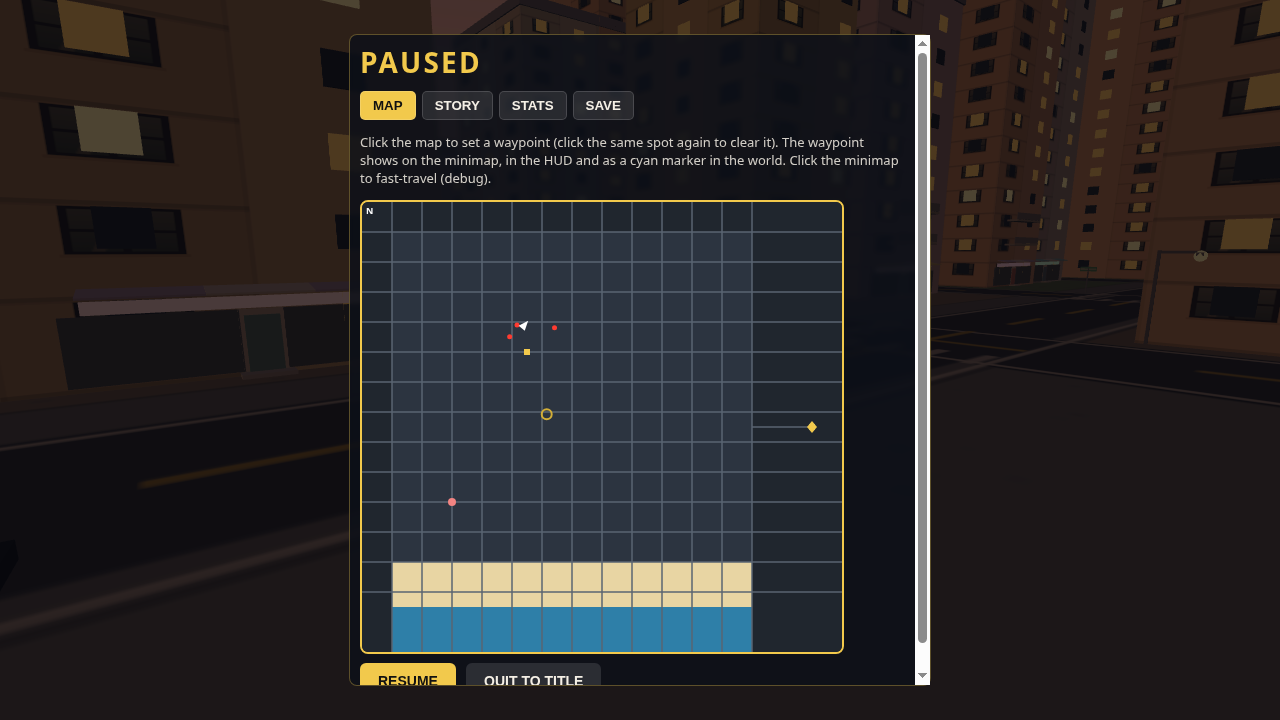 PAUSED
MAP STORY STATS SAVE
Click the map to set a waypoint (click the same spot again to clear it). The waypoint
shows on the minimap, in the HUD and as a cyan marker in the world. Click the minimap
to fast-travel (debug).
N
RESUME QUIT TO TITLE